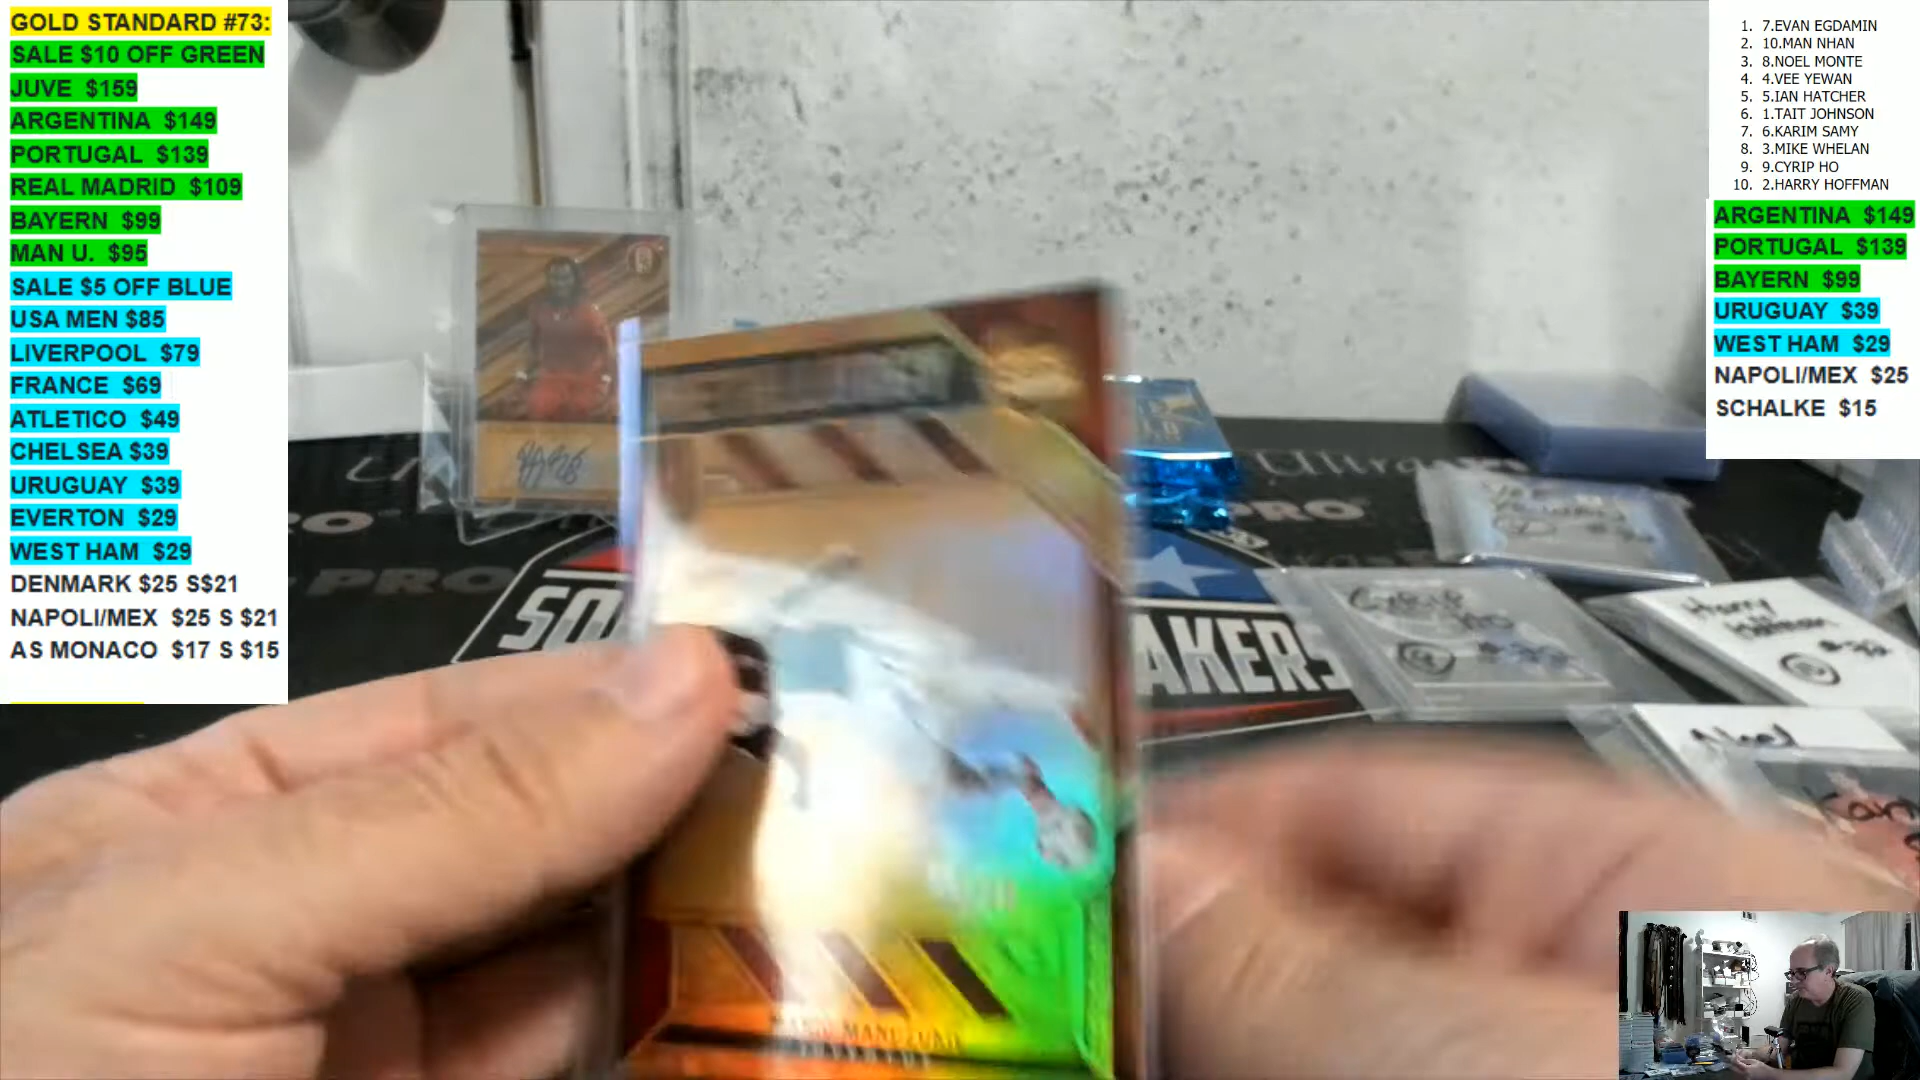 GOLD STANDARD #73:
SALE $10 OFF GREEN
JUVE $159
ARGENTINA $149
PORTUGAL $139
REAL MADRID $109
BAYERN $99
MAN U. $95
SALE $5 OFF BLUE
USA MEN $85
LIVERPOOL $79
FRANCE $69
ATLETICO $49
CHELSEA $39
URUGUAY $39
EVERTON $29
WEST HAM $29
DENMARK $25 S$21
NAPOLI/MEX $25 S $21
AS MONACO $17 S $15
1. 7.EVAN EGDAMIN
2. 10.MAN NHAN
3. 8.NOEL MONTE
4. 4.VEE YEWAN
5. 5.IAN HATCHER
6. 1.TAIT JOHNSON
7. 6.KARIM SAMY
8. 3.MIKE WHELAN
9. 9.CYRIP HO
10. 2.HARRY HOFFMAN
ARGENTINA $149
PORTUGAL $139
BAYERN $99
URUGUAY $39
WEST HAM $29
NAPOLI/MEX $25
SCHALKE $15
PRO
PRO
SO
AKERS
Cyrip
Ho
Harry